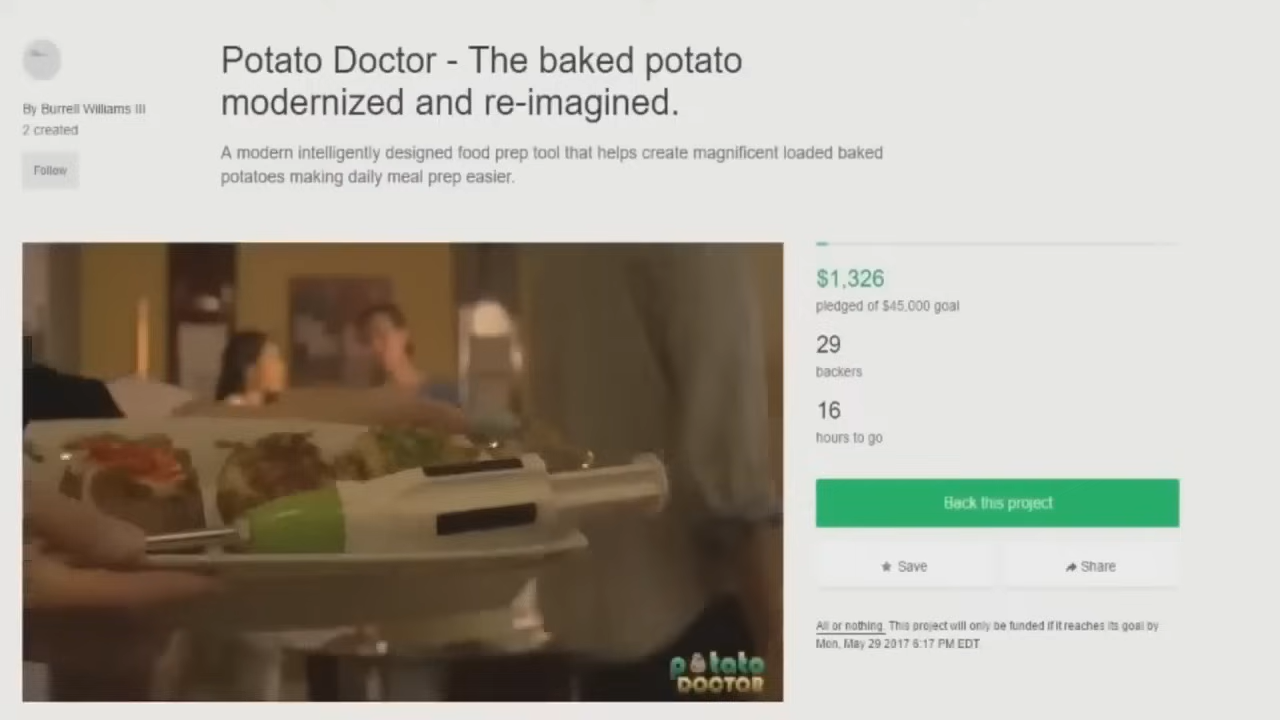 Potato Doctor - The baked potato
modernized and re-imagined.
By Burrell Williams III
2 created
A modern intelligently designed food prep tool that helps create magnificent loaded baked
potatoes making daily meal prep easier.
Follow
$1,326
pledged of $45,000 goal
29
backers
16
hours to go
Back this project
Save
Share
All or nothing. This project will only be funded if it reaches its goal by
Mon, May 29 2017 6:17 PM EDT.
potato
DOCTOR